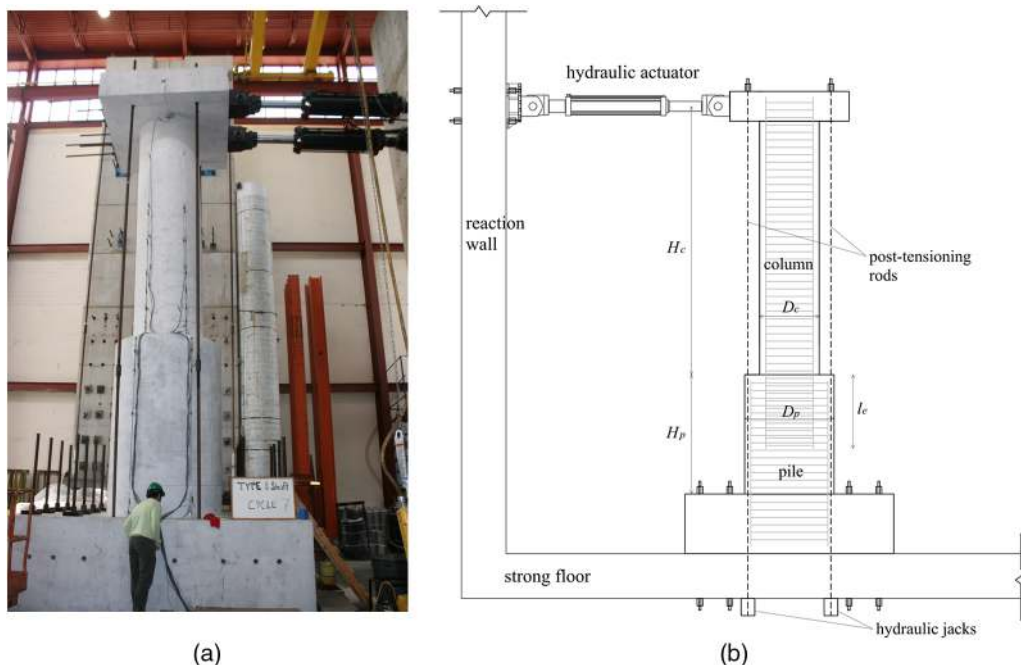 TYPE I Shaft
CYCLE 7
(a)
hydraulic actuator
reaction
wall
Hc
column
post-tensioning
rods
Dc
Dp
le
Hp
pile
strong floor
hydraulic jacks
(b)